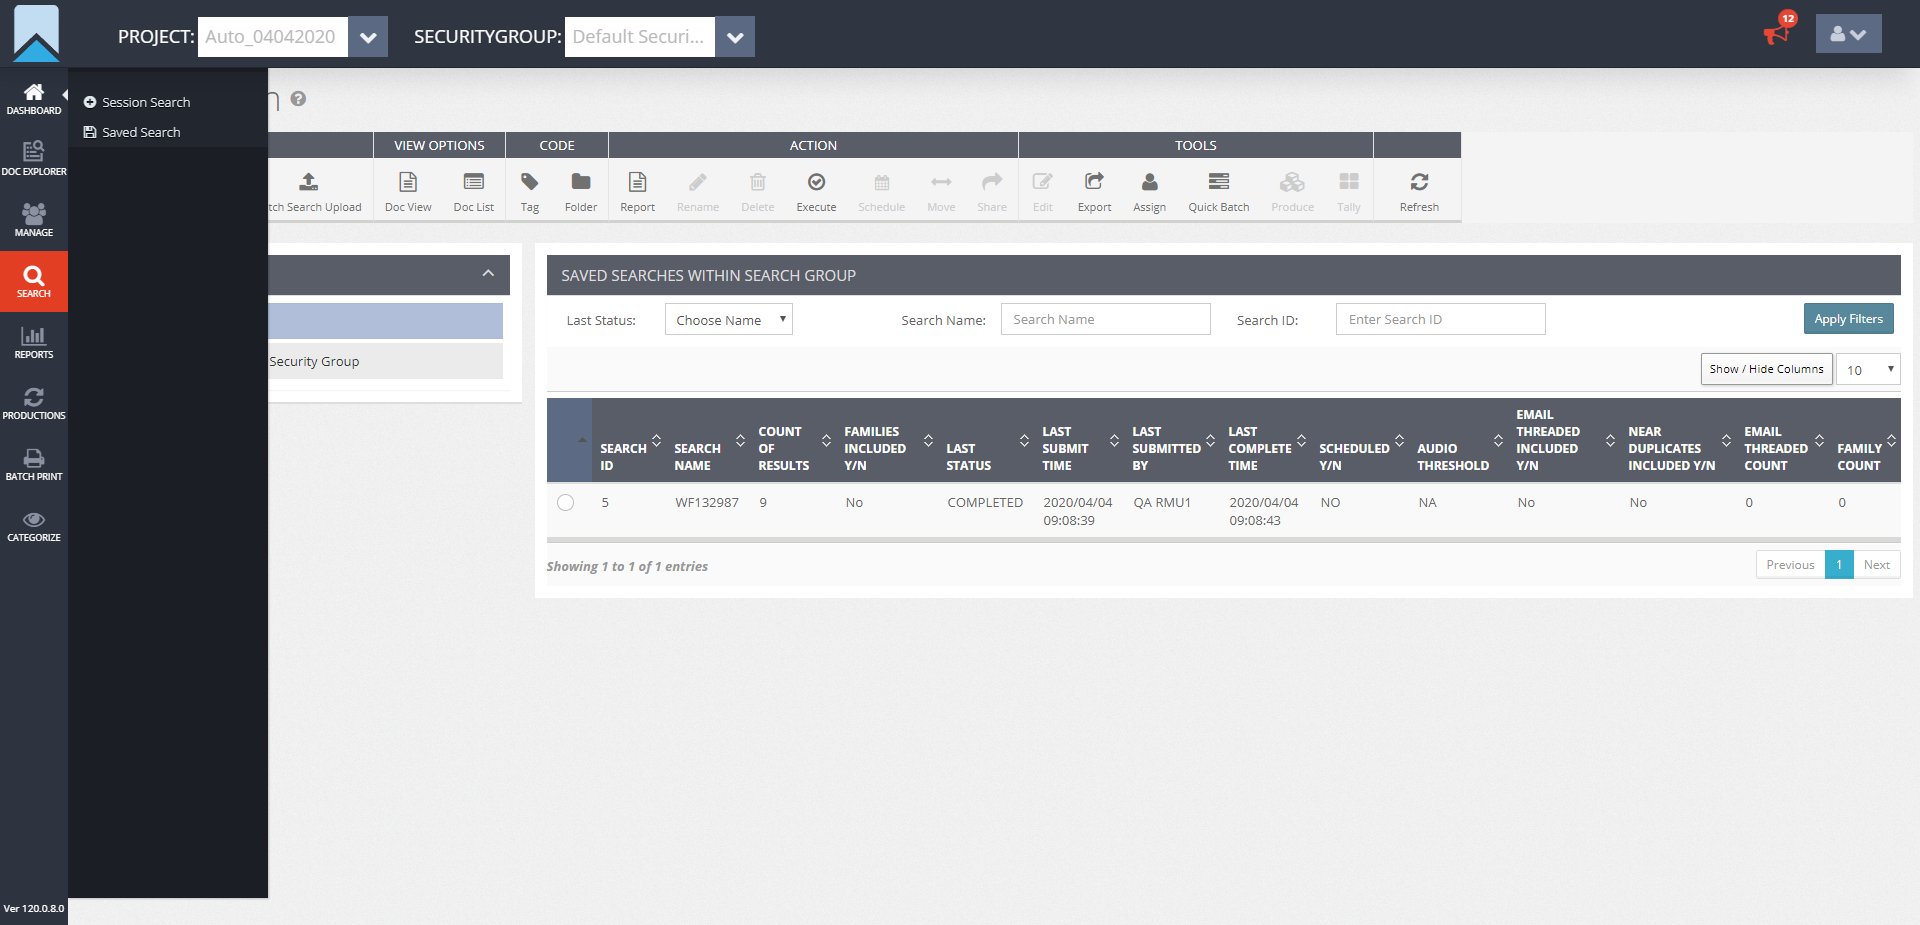 PROJECT: Auto_04042020 SECURITYGROUP: Default Securi... 12
DASHBOARD
DOC EXPLORER
MANAGE
SEARCH
REPORTS
PRODUCTIONS
BATCH PRINT
CATEGORIZE
Ver 120.0.8.0
Session Search
Saved Search
VIEW OPTIONS CODE ACTION TOOLS
tch Search Upload Doc View Doc List Tag Folder Report Rename Delete Execute Schedule Move Share Edit Export Assign Quick Batch Produce Tally Refresh
Security Group
SAVED SEARCHES WITHIN SEARCH GROUP
Last Status: Choose Name Search Name: Search Name Search ID: Enter Search ID Apply Filters
Show / Hide Columns 10
SEARCH ID
SEARCH NAME
COUNT OF RESULTS
FAMILIES INCLUDED Y/N
LAST STATUS
LAST SUBMIT TIME
LAST SUBMITTED BY
LAST COMPLETE TIME
SCHEDULED Y/N
AUDIO THRESHOLD
EMAIL THREADED INCLUDED Y/N
NEAR DUPLICATES INCLUDED Y/N
EMAIL THREADED COUNT
FAMILY COUNT
5 WF132987 9 No COMPLETED 2020/04/04 QA RMU1 2020/04/04 NO NA No No 0 0
09:08:39 09:08:43
Showing 1 to 1 of 1 entries
Previous 1 Next